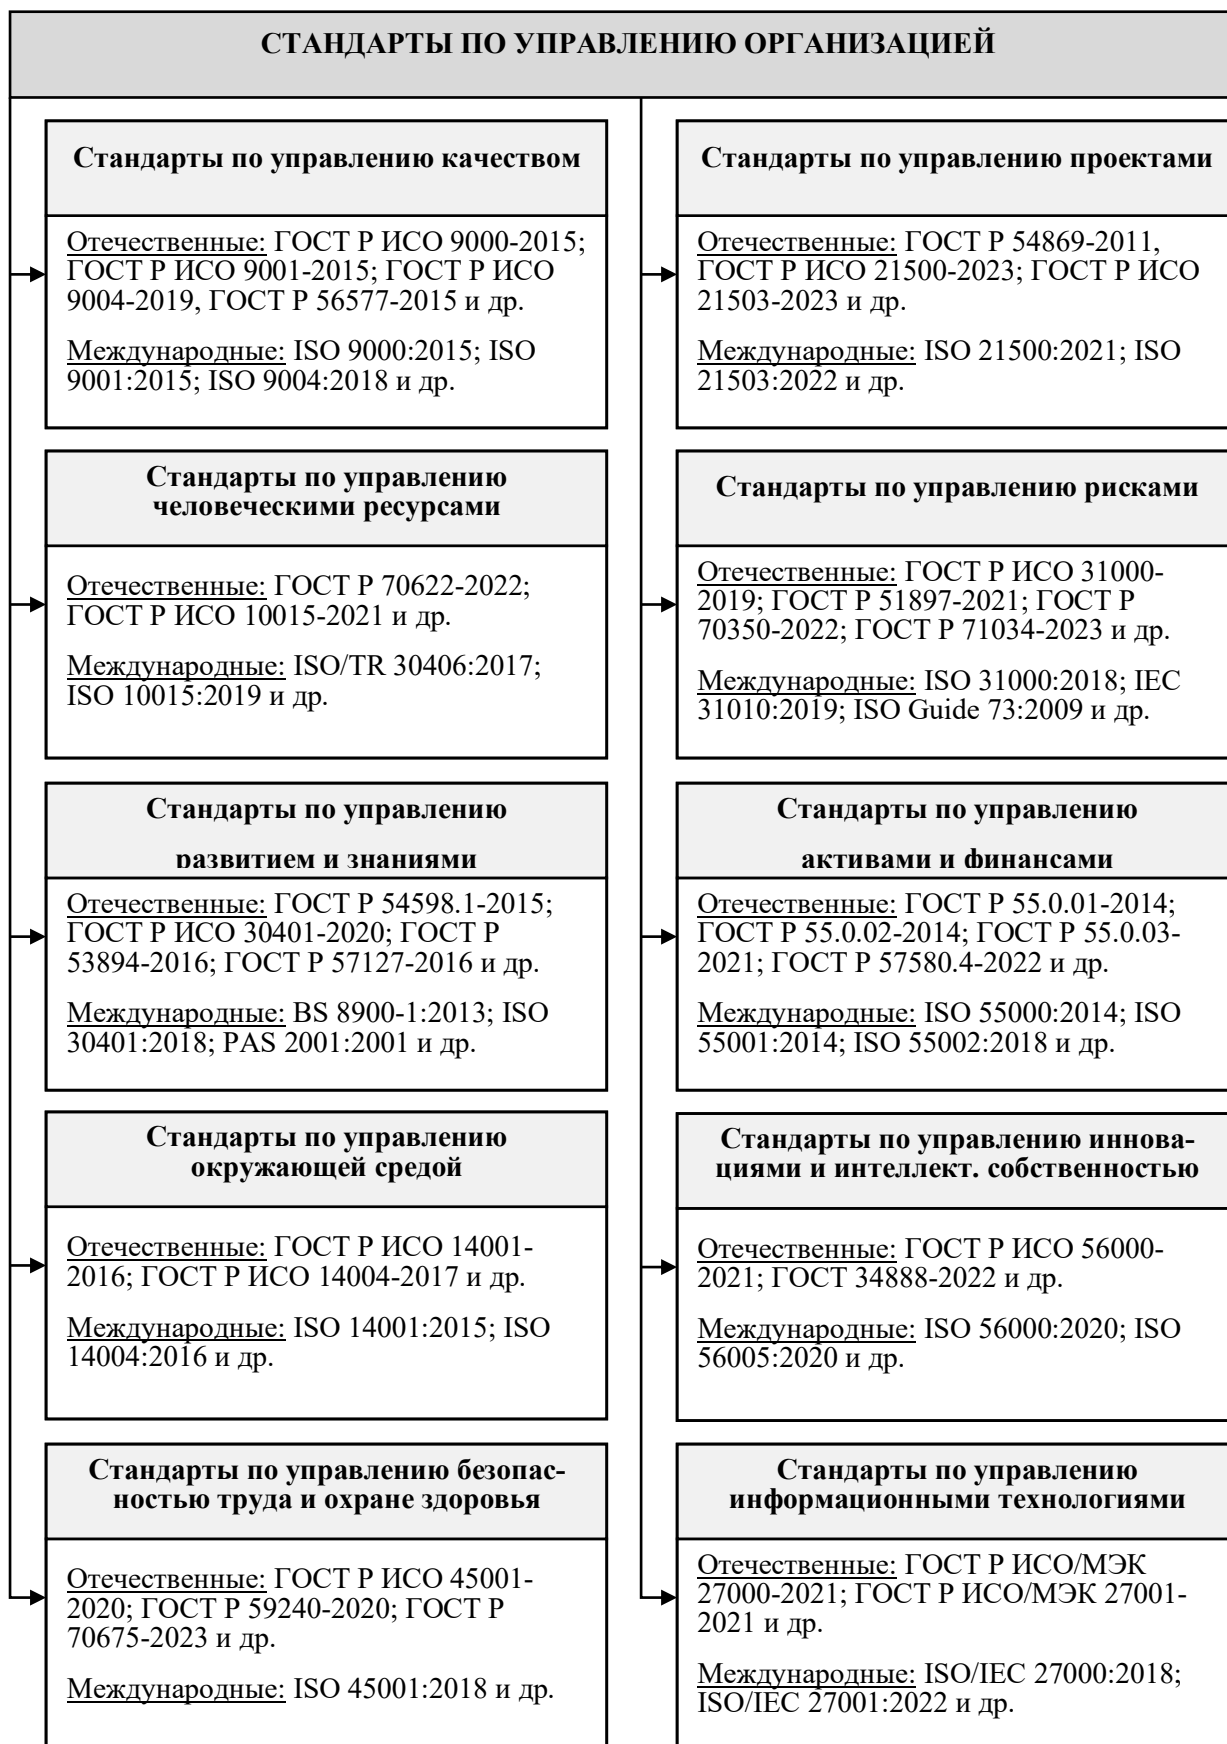 СТАНДАРТЫ ПО УПРАВЛЕНИЮ ОРГАНИЗАЦИЕЙ
Стандарты по управлению качеством
Отечественные: ГОСТ Р ИСО 9000-2015;
ГОСТ Р ИСО 9001-2015; ГОСТ Р ИСО
9004-2019, ГОСТ Р 56577-2015 и др.
Международные: ISO 9000:2015; ISO
9001:2015; ISO 9004:2018 и др.
Стандарты по управлению проектами
Отечественные: ГОСТ Р 54869-2011,
ГОСТ Р ИСО 21500-2023; ГОСТ Р ИСО
21503-2023 и др.
Международные: ISO 21500:2021; ISO
21503:2022 и др.
Стандарты по управлению
человеческими ресурсами
Отечественные: ГОСТ Р 70622-2022;
ГОСТ Р ИСО 10015-2021 и др.
Международные: ISO/TR 30406:2017;
ISO 10015:2019 и др.
Стандарты по управлению рисками
Отечественные: ГОСТ Р ИСО 31000-
2019; ГОСТ Р 51897-2021; ГОСТ Р
70350-2022; ГОСТ Р 71034-2023 и др.
Международные: ISO 31000:2018; IEC
31010:2019; ISO Guide 73:2009 и др.
Стандарты по управлению
развитием и знаниями
Отечественные: ГОСТ Р 54598.1-2015;
ГОСТ Р ИСО 30401-2020; ГОСТ Р
53894-2016; ГОСТ Р 57127-2016 и др.
Международные: BS 8900-1:2013; ISO
30401:2018; PAS 2001:2001 и др.
Стандарты по управлению
активами и финансами
Отечественные: ГОСТ Р 55.0.01-2014;
ГОСТ Р 55.0.02-2014; ГОСТ Р 55.0.03-
2021; ГОСТ Р 57580.4-2022 и др.
Международные: ISO 55000:2014; ISO
55001:2014; ISO 55002:2018 и др.
Стандарты по управлению
окружающей средой
Отечественные: ГОСТ Р ИСО 14001-
2016; ГОСТ Р ИСО 14004-2017 и др.
Международные: ISO 14001:2015; ISO
14004:2016 и др.
Стандарты по управлению иннова-
циями и интеллект. собственностью
Отечественные: ГОСТ Р ИСО 56000-
2021; ГОСТ 34888-2022 и др.
Международные: ISO 56000:2020; ISO
56005:2020 и др.
Стандарты по управлению безопас-
ностью труда и охране здоровья
Отечественные: ГОСТ Р ИСО 45001-
2020; ГОСТ Р 59240-2020; ГОСТ Р
70675-2023 и др.
Международные: ISO 45001:2018 и др.
Стандарты по управлению
информационными технологиями
Отечественные: ГОСТ Р ИСО/МЭК
27000-2021; ГОСТ Р ИСО/МЭК 27001-
2021 и др.
Международные: ISO/IEC 27000:2018;
ISO/IEC 27001:2022 и др.